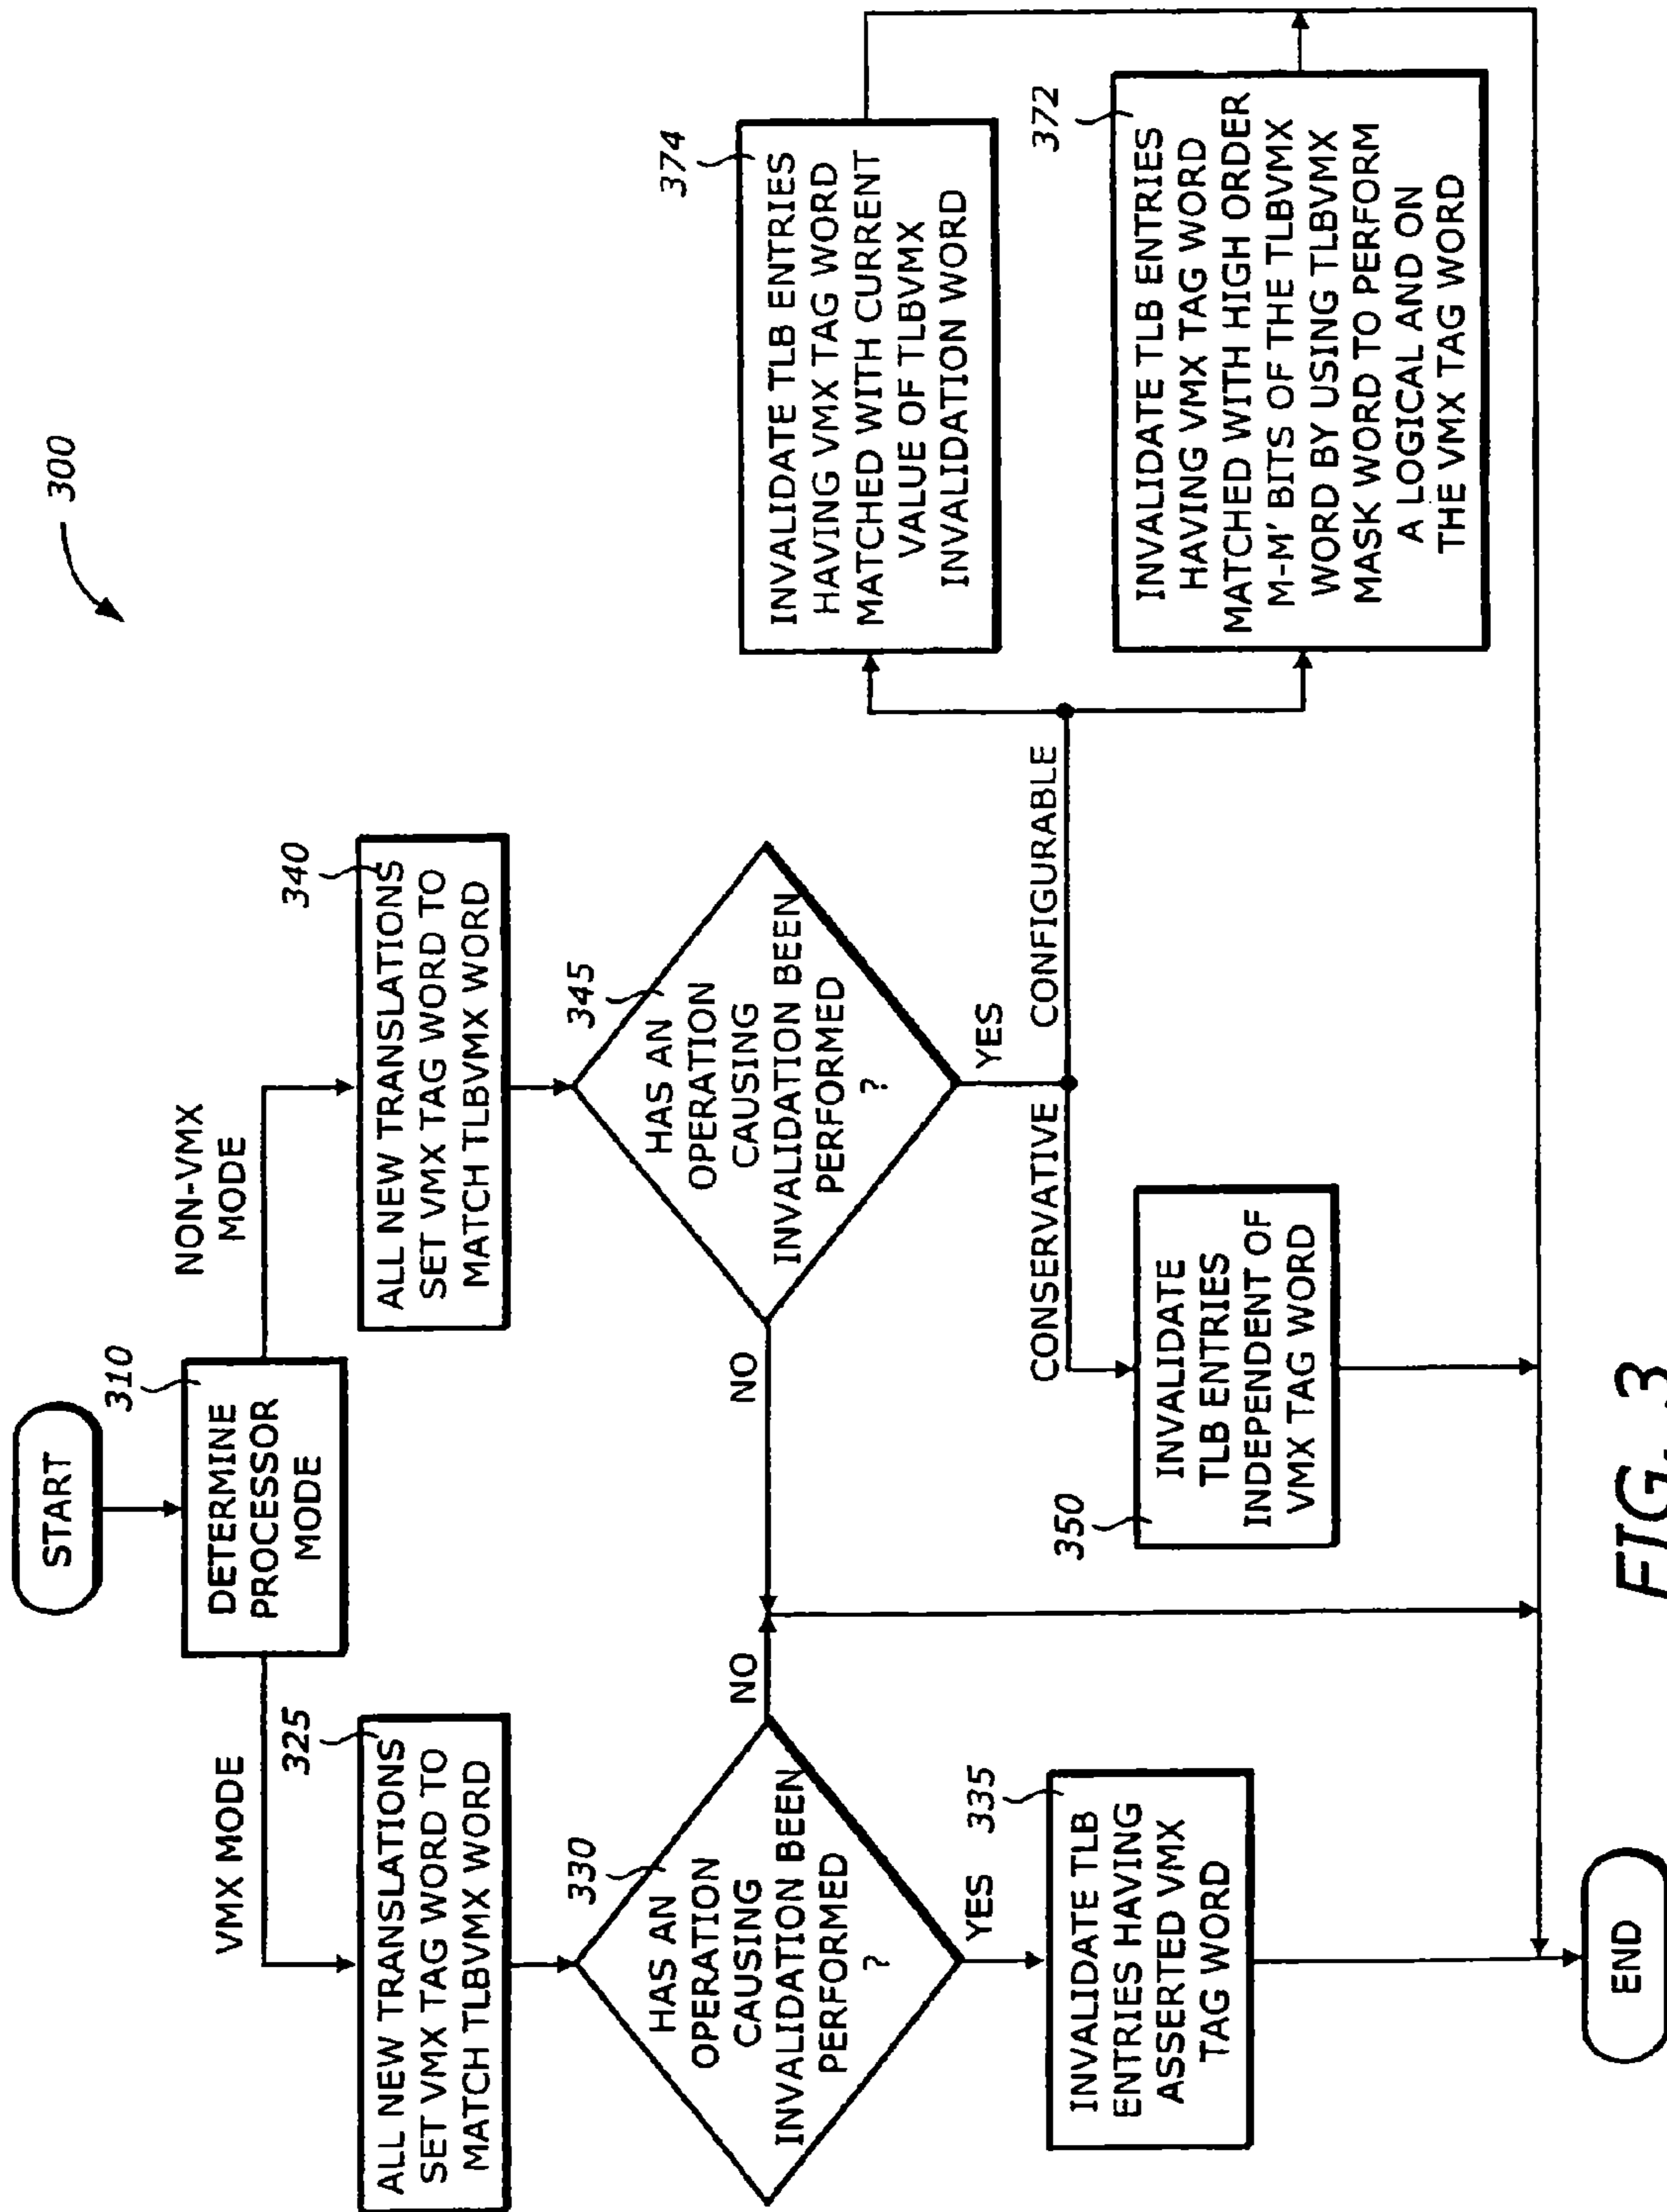 300
START
310
DETERMINE
PROCESSOR
MODE
VMX MODE
NON-VMX
MODE
325
ALL NEW TRANSLATIONS
SET VMX TAG WORD TO
MATCH TLBVMX WORD
340
ALL NEW TRANSLATIONS
SET VMX TAG WORD TO
MATCH TLBVMX WORD
330
HAS AN
OPERATION
CAUSING
INVALIDATION BEEN
PERFORMED
?
NO
YES
345
HAS AN
OPERATION
CAUSING
INVALIDATION BEEN
PERFORMED
?
NO
YES
335
INVALIDATE TLB
ENTRIES HAVING
ASSERTED VMX
TAG WORD
CONSERVATIVE
CONFIGURABLE
350
INVALIDATE
TLB ENTRIES
INDEPENDENT OF
VMX TAG WORD
374
INVALIDATE TLB ENTRIES
HAVING VMX TAG WORD
MATCHED WITH CURRENT
VALUE OF TLBVMX
INVALIDATION WORD
372
INVALIDATE TLB ENTRIES
HAVING VMX TAG WORD
MATCHED WITH HIGH ORDER
M-M' BITS OF THE TLBVMX
WORD BY USING TLBVMX
MASK WORD TO PERFORM
A LOGICAL AND ON
THE VMX TAG WORD
END
FIG. 3